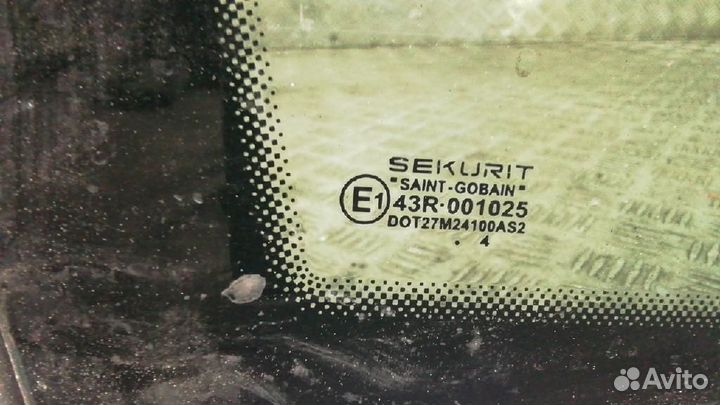 SEKURIT
"SAINT-GOBAIN"
E1 43R-001025
DOT27M24100AS2
. 4
Avito